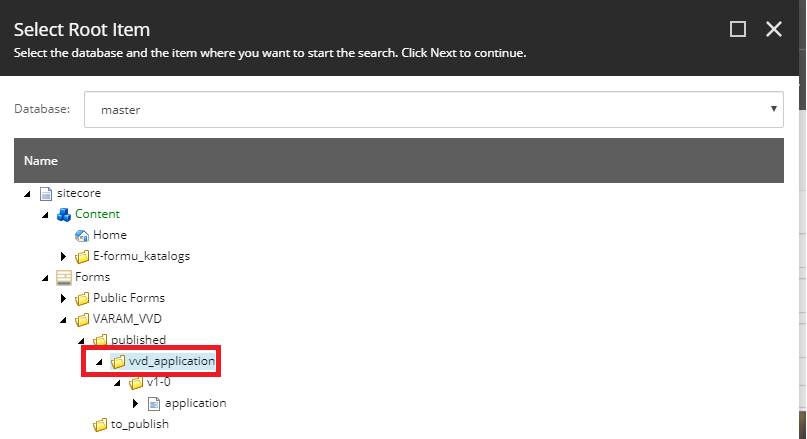 Select Root Item
Select the database and the item where you want to start the search. Click Next to continue.
Database: master
Name
sitecore
Content
Home
E-formu_katalogs
Forms
Public Forms
VARAM_VVD
published
vvd_application
v1-0
application
to_publish